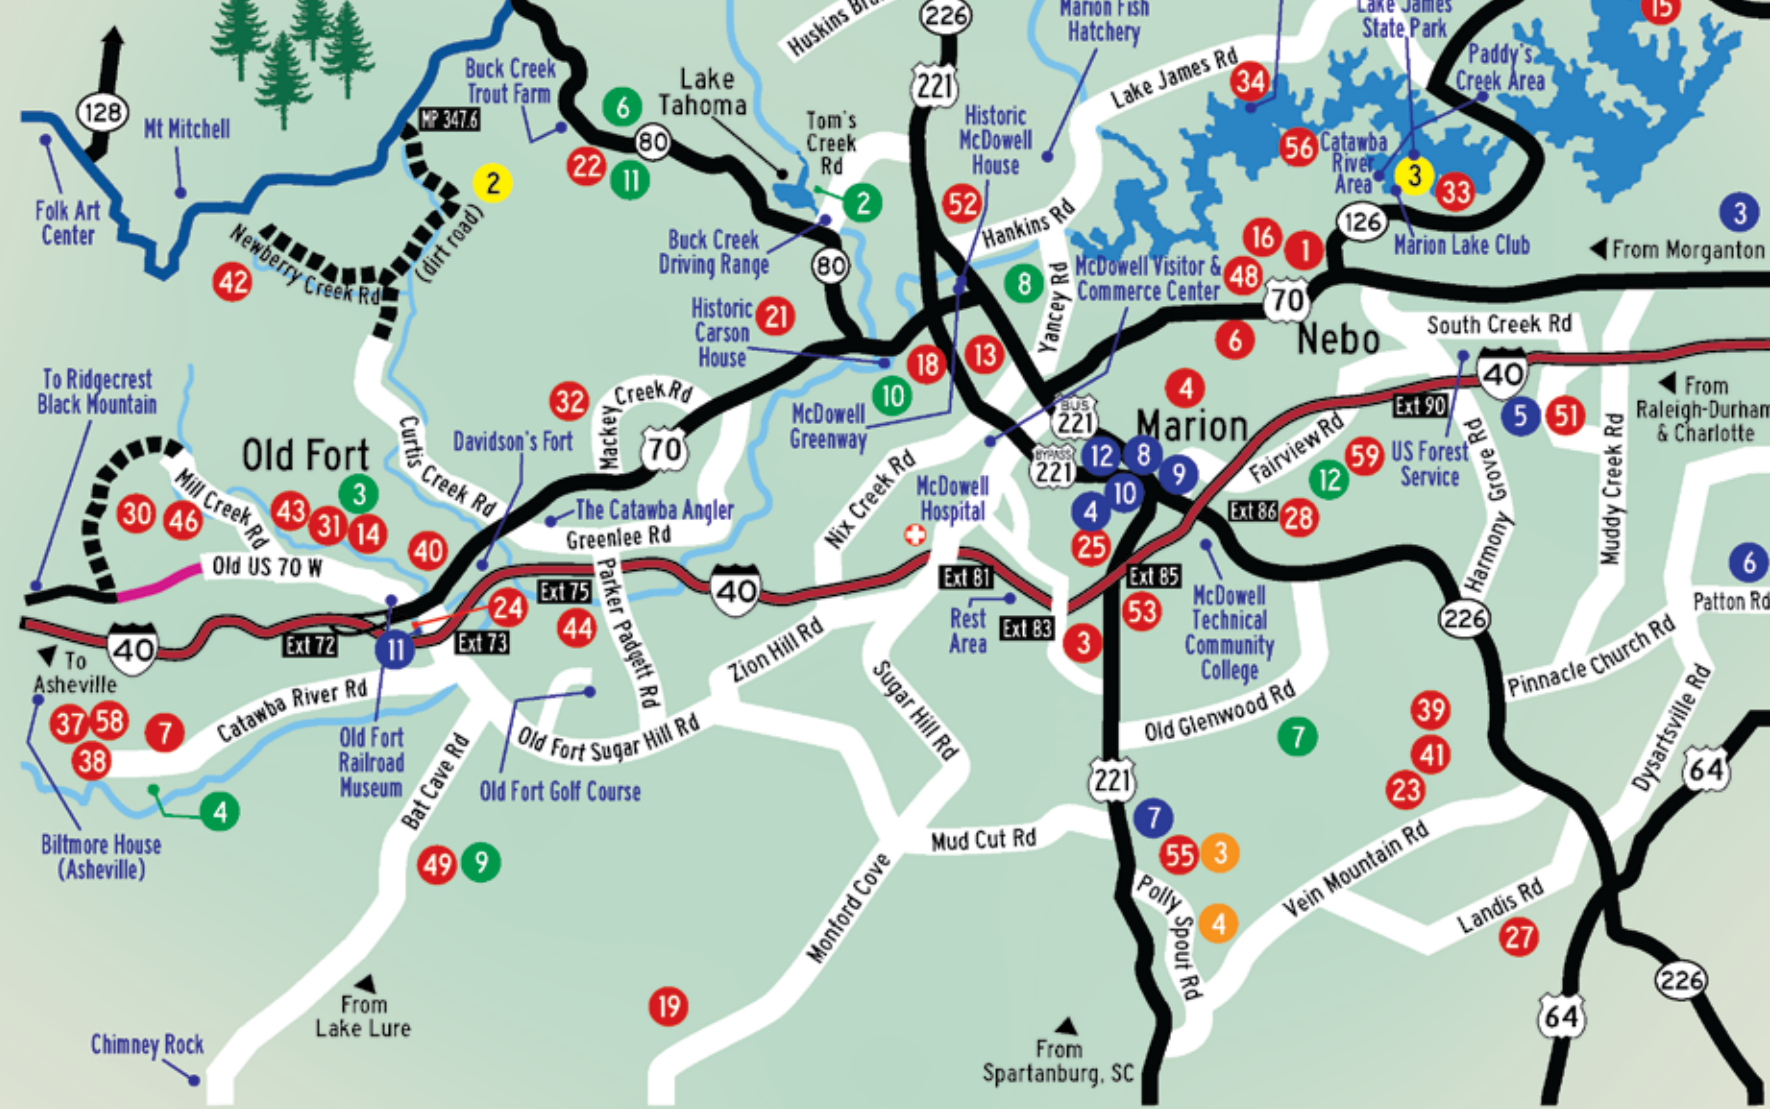 Huskins Bra
226
221
Marion Fish
Hatchery
Lake James
State Park
15
Paddy's
Creek Area
Lake James Rd
34
128
Mt Mitchell
MP 347.6
Buck Creek
Trout Farm
6
Lake
Tahoma
80
22
11
2
Tom's
Creek
Rd
2
Historic
McDowell
House
52
Hankins Rd
56
Catawba
River
Area
3
33
126
Marion Lake Club
3
From Morganton
Folk Art
Center
Newberry Creek Rd
(dirt road)
42
Buck Creek
Driving Range
80
Historic
Carson
House
21
8
Yancey Rd
McDowell Visitor &
Commerce Center
16
1
48
70
6
Nebo
South Creek Rd
40
From
Raleigh-Durham
& Charlotte
To Ridgecrest
Black Mountain
18
13
10
McDowell
Greenway
32
Mackey Creek Rd
70
4
BUS
221
Marion
Ext 90
5
51
Old Fort
Curtis Creek Rd
Davidson's Fort
BYPASS
221
12
8
9
10
4
25
Fairview Rd
59
12
US Forest
Service
Harmony Grove Rd
Muddy Creek Rd
3
30
46
Mill Creek Rd
43
31
14
40
The Catawba Angler
Greenlee Rd
Nix Creek Rd
McDowell
Hospital
Ext 86
28
Old US 70 W
Ext 75
Parker Padgett Rd
40
Ext 81
Ext 85
Rest
Area
Ext 83
3
53
McDowell
Technical
Community
College
226
6
Patton Rd
24
44
40
Ext 72
11
Ext 73
To
Asheville
Catawba River Rd
37
58
7
38
4
Old Fort
Railroad
Museum
Bat Cave Rd
Old Fort Sugar Hill Rd
Old Fort Golf Course
Zion Hill Rd
Sugar Hill Rd
Old Glenwood Rd
7
39
41
23
Pinnacle Church Rd
Dysartsville Rd
64
221
Biltmore House
(Asheville)
49
9
Mud Cut Rd
7
55
3
Monford Cove
Polly Spout Rd
4
Vein Mountain Rd
Landis Rd
27
19
From
Lake Lure
Chimney Rock
From
Spartanburg, SC
64
226